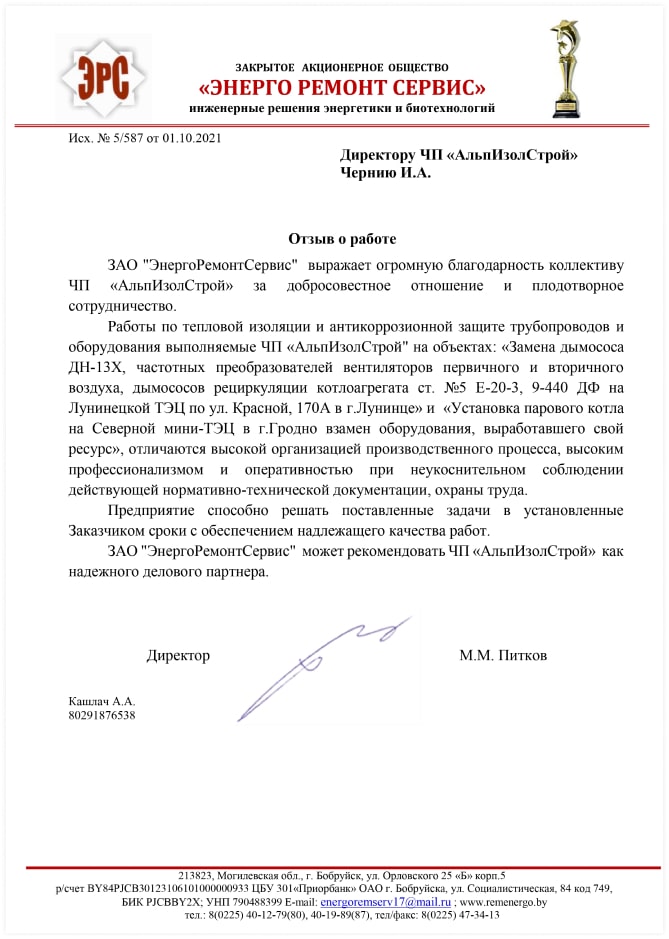 ЭРС
ЗАКРЫТОЕ АКЦИОНЕРНОЕ ОБЩЕСТВО
«ЭНЕРГО РЕМОНТ СЕРВИС»
инженерные решения энергетики и биотехнологий
Исх. № 5/587 от 01.10.2021
Директору ЧП «АльпИзолСтрой»
Чернию И.А.
Отзыв о работе
ЗАО "ЭнергоРемонтСервис" выражает огромную благодарность коллективу
ЧП «АльпИзолСтрой» за добросовестное отношение и плодотворное
сотрудничество.
Работы по тепловой изоляции и антикоррозионной защите трубопроводов и
оборудования выполняемые ЧП «АльпИзолСтрой" на объектах: «Замена дымососа
ДН-13Х, частотных преобразователей вентиляторов первичного и вторичного
воздуха, дымососов рециркуляции котлоагрегата ст. №5 Е-20-3, 9-440 ДФ на
Лунинецкой ТЭЦ по ул. Красной, 170А в г.Лунинце» и «Установка парового котла
на Северной мини-ТЭЦ в г.Гродно взамен оборудования, выработавшего свой
ресурс», отличаются высокой организацией производственного процесса, высоким
профессионализмом и оперативностью при неукоснительном соблюдении
действующей нормативно-технической документации, охраны труда.
Предприятие способно решать поставленные задачи в установленные
Заказчиком сроки с обеспечением надлежащего качества работ.
ЗАО "ЭнергоРемонтСервис" может рекомендовать ЧП «АльпИзолСтрой» как
надежного делового партнера.
Директор М.М. Питков
Кашлач А.А.
80291876538
213823, Могилевская обл., г. Бобруйск, ул. Орловского 25 «Б» корп.5
р/счет BY84PJCB30123106101000000933 ЦБУ 301«Приорбанк» ОАО г. Бобруйска, ул. Социалистическая, 84 код 749,
БИК PJCBBY2X; УНП 790488399 E-mail: energoremserv17@mail.ru ; www.remenergo.by
тел.: 8(0225) 40-12-79(80), 40-19-89(87), тел/факс: 8(0225) 47-34-13